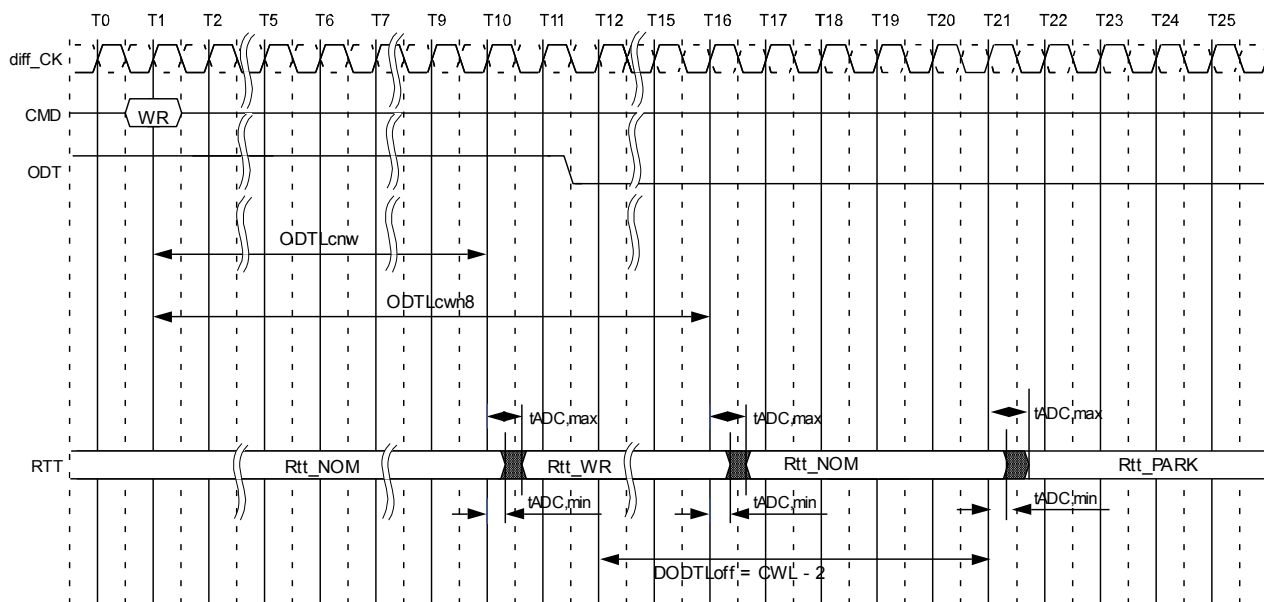 T0 T1 T2 T5 T6 T7 T9 T10 T11 T12 T15 T16 T17 T18 T19 T20 T21 T22 T23 T24 T25
diff_CK
CMD WR
ODT
ODTLcnw
ODTLcwn8
tADC,max tADC,max tADC,max
RTT Rtt_NOM Rtt_WR Rtt_NOM Rtt_PARK
tADC,min tADC,min tADC,min
DODTLoff = CWL - 2